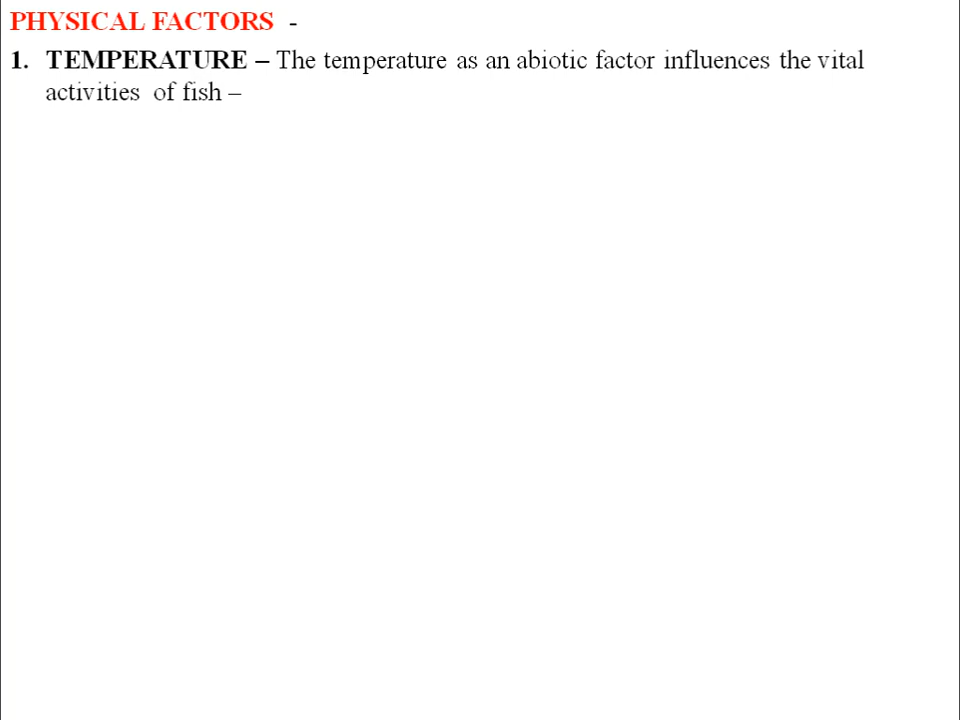 PHYSICAL FACTORS -
1. TEMPERATURE – The temperature as an abiotic factor influences the vital
activities of fish –